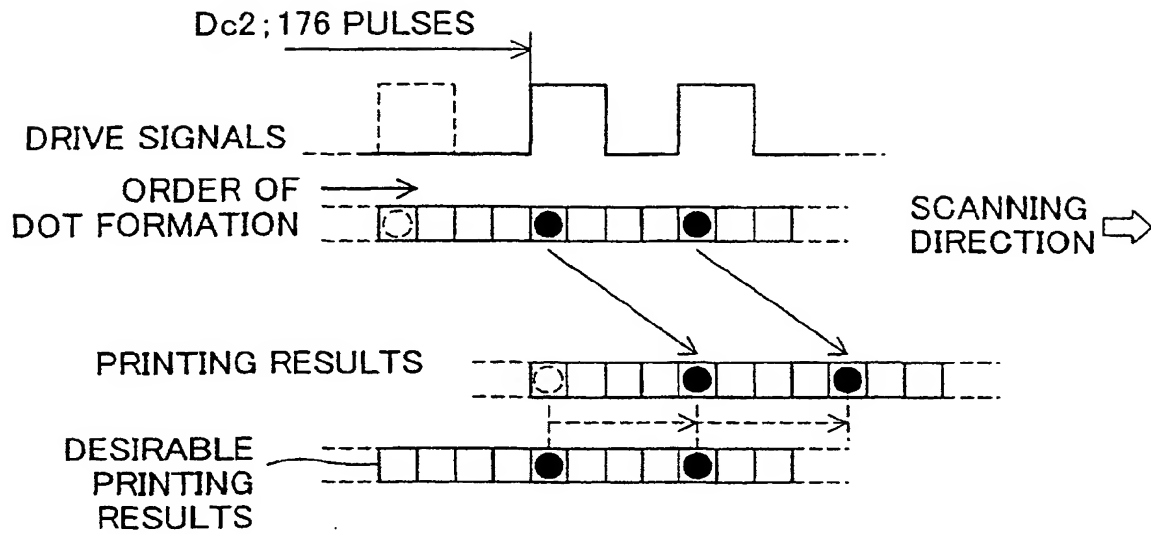 Dc2;176 PULSES
DRIVE SIGNALS
ORDER OF
DOT FORMATION
SCANNING
DIRECTION
PRINTING RESULTS
DESIRABLE
PRINTING
RESULTS